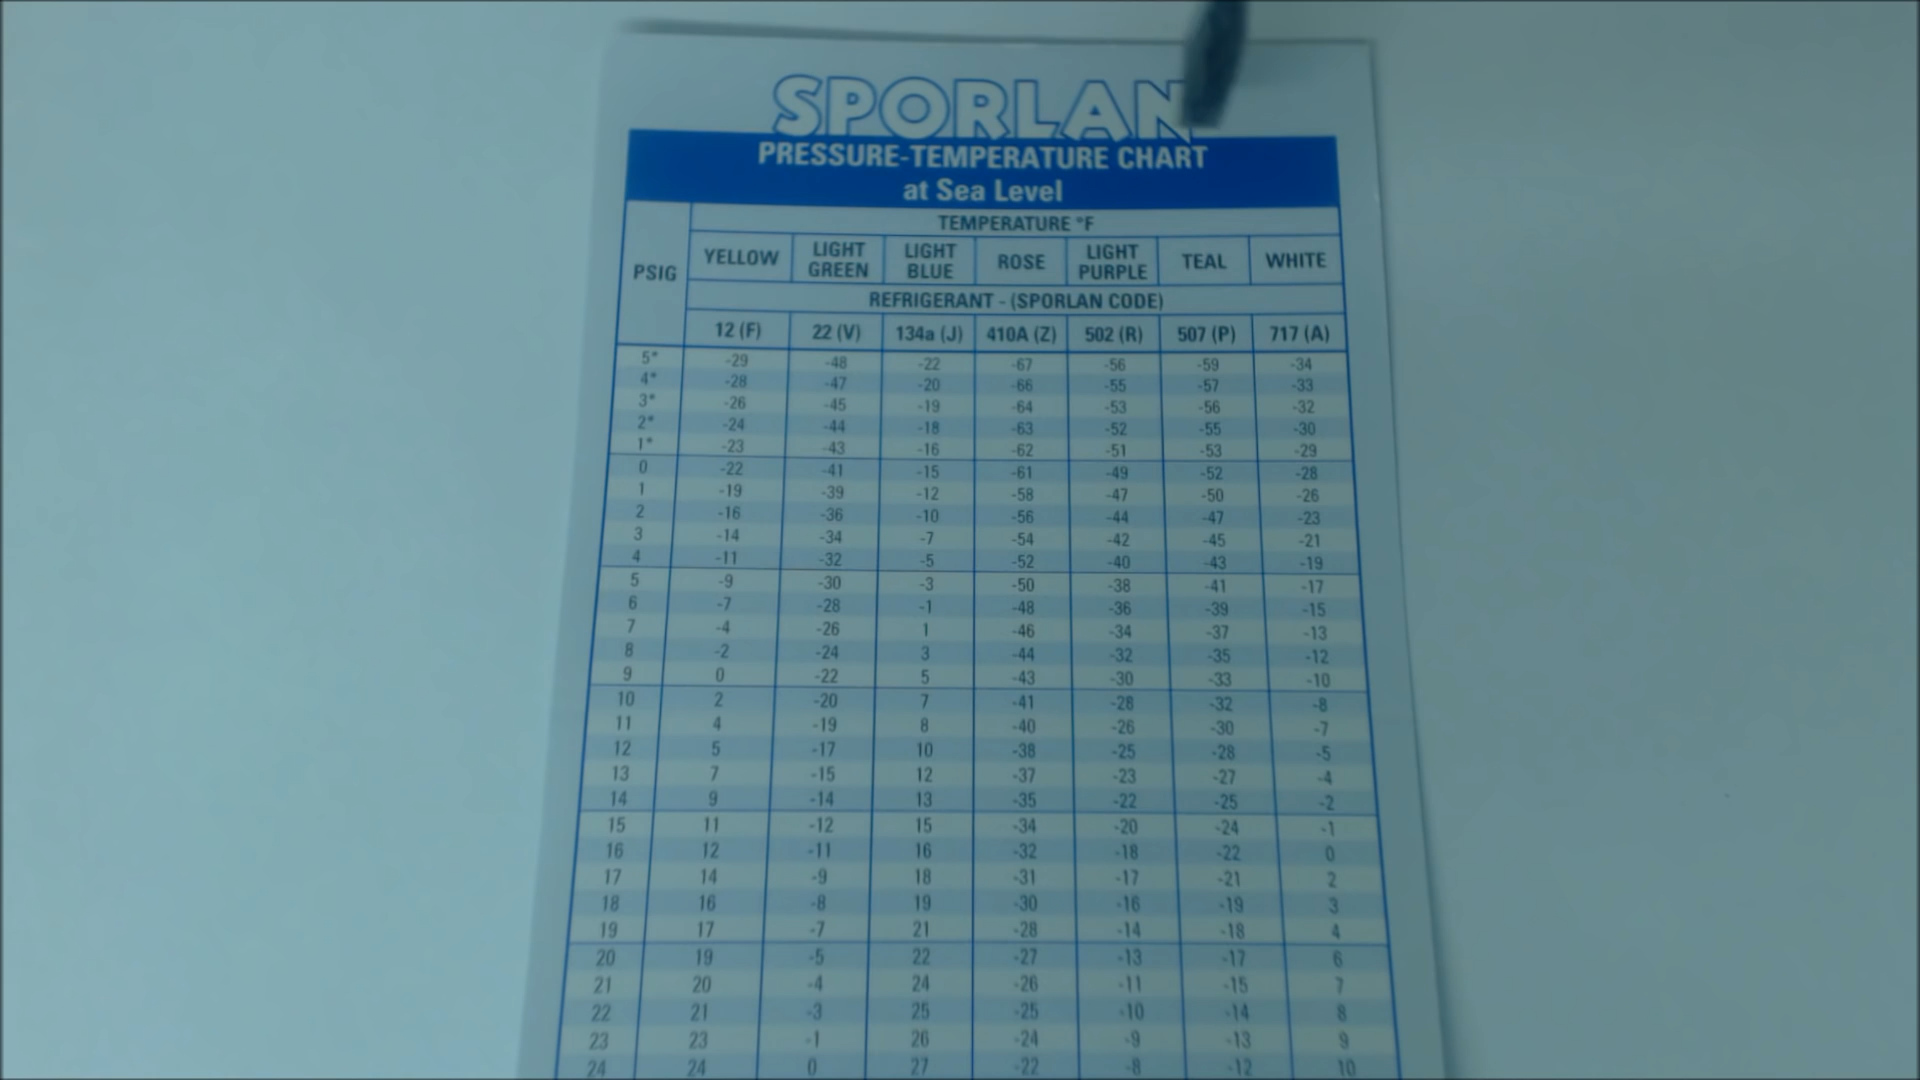 SPORLAN
PRESSURE-TEMPERATURE CHART
at Sea Level
PSIG TEMPERATURE °F
YELLOW LIGHT GREEN LIGHT BLUE ROSE LIGHT PURPLE TEAL WHITE
REFRIGERANT - (SPORLAN CODE)
12 (F) 22 (V) 134a (J) 410A (Z) 502 (R) 507 (P) 717 (A)
5* -29 -48 -22 -67 -56 -59 -34
4* -28 -47 -20 -66 -55 -57 -33
3* -26 -45 -19 -64 -53 -56 -32
2* -24 -44 -18 -63 -52 -55 -30
1* -23 -43 -16 -62 -51 -53 -29
0 -22 -41 -15 -61 -49 -52 -28
1 -19 -39 -12 -58 -47 -50 -26
2 -16 -36 -10 -56 -44 -47 -23
3 -14 -34 -7 -54 -42 -45 -21
4 -11 -32 -5 -52 -40 -43 -19
5 -9 -30 -3 -50 -38 -41 -17
6 -7 -28 -1 -48 -36 -39 -15
7 -4 -26 1 -46 -34 -37 -13
8 -2 -24 3 -44 -32 -35 -12
9 0 -22 5 -43 -30 -33 -10
10 2 -20 7 -41 -28 -32 -8
11 4 -19 8 -40 -26 -30 -7
12 5 -17 10 -38 -25 -28 -5
13 7 -15 12 -37 -23 -27 -4
14 9 -14 13 -35 -22 -25 -2
15 11 -12 15 -34 -20 -24 -1
16 12 -11 16 -32 -18 -22 0
17 14 -9 18 -31 -17 -21 2
18 16 -8 19 -30 -16 -19 3
19 17 -7 21 -28 -14 -18 4
20 19 -5 22 -27 -13 -17 6
21 20 -4 24 -26 -11 -15 7
22 21 -3 25 -25 -10 -14 8
23 23 -1 26 -24 -9 -13 9
24 24 0 27 -22 -8 -12 10